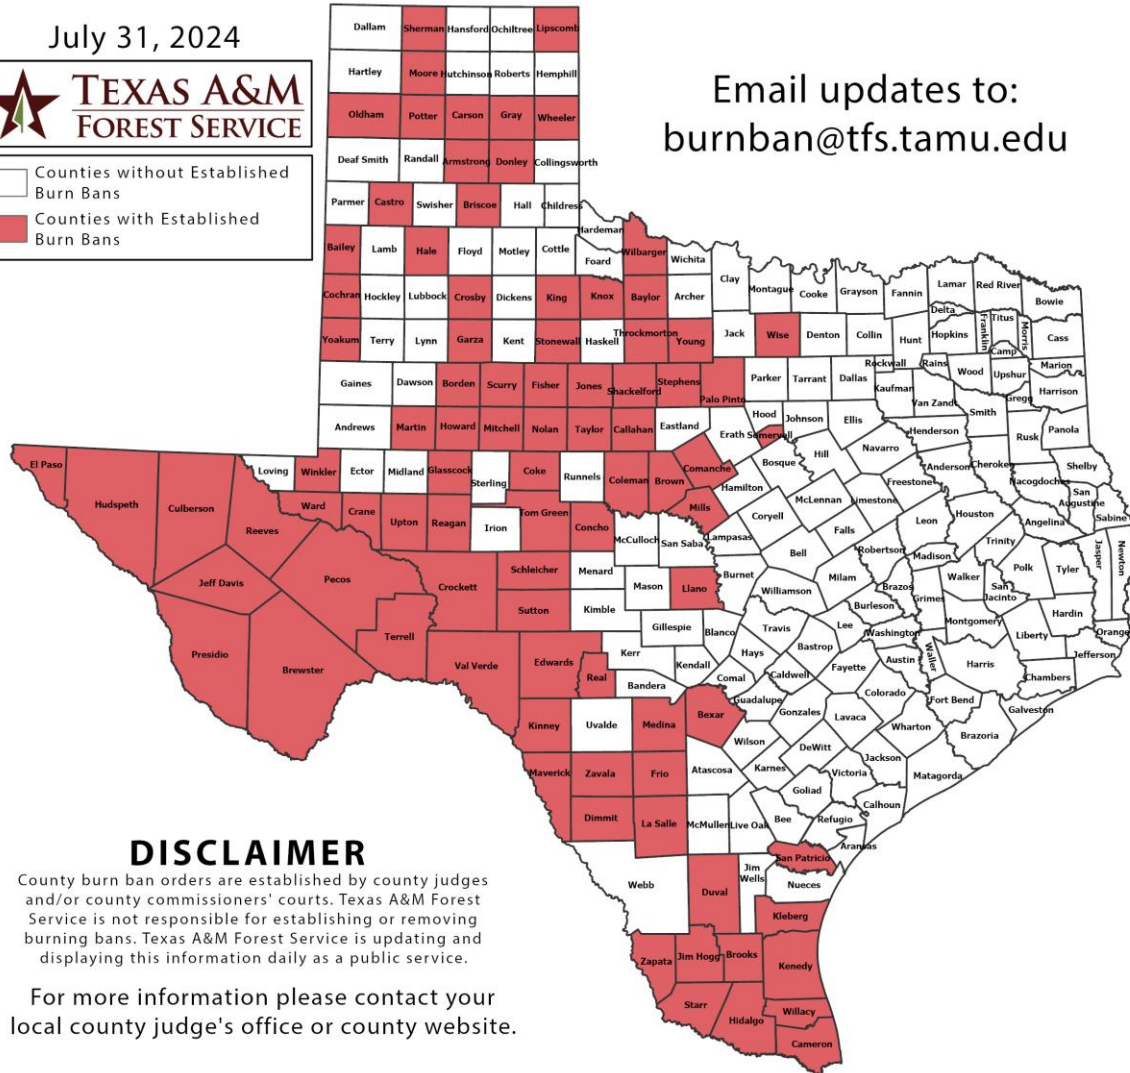 July 31, 2024
TEXAS A&M
FOREST SERVICE
Counties without Established
Burn Bans
Counties with Established
Burn Bans
Email updates to:
burnban@tfs.tamu.edu
Dallam Sherman Hansford Ochiltree Lipscomb
Hartley Moore Hutchinson Roberts Hemphill
Oldham Potter Carson Gray Wheeler
Deaf Smith Randall Armstrong Donley Collingsworth
Parmer Castro Swisher Briscoe Hall Childress
Hardeman
Bailey Lamb Hale Floyd Motley Cottle Foard Wilbarger Wichita
Clay Montague Cooke Grayson Fannin Lamar Red River Bowie
Cochran Hockley Lubbock Crosby Dickens King Knox Baylor Archer
Delta Franklin Titus Morris Cass
Yoakum Terry Lynn Garza Kent Stonewall Haskell Throckmorton Young Jack Wise Denton Collin Hunt Hopkins
Camp
Rockwall Rains Wood Upshur Marion
Gaines Dawson Borden Scurry Fisher Jones Shackelford Stephens Palo Pinto Parker Tarrant Dallas Kaufman Van Zandt Smith Gregg Harrison
Andrews Martin Howard Mitchell Nolan Taylor Callahan Eastland Erath Hood Somervell Johnson Ellis Henderson Rusk Panola
El Paso Hudspeth Culberson Reeves Loving Winkler Ector Midland Glasscock Sterling Coke Runnels Coleman Brown Comanche Hamilton Bosque Hill Navarro Freestone Anderson Cherokee Nacogdoches Shelby
San
Augustine Sabine
Ward Crane Upton Reagan Irion Tom Green Concho McCulloch San Saba Mills Lampasas Coryell McLennan Limestone Falls Leon Houston Angelina
Jeff Davis Pecos Crockett Schleicher Menard Mason Llano Burnet Bell Milam Robertson Madison Trinity Polk Tyler Jasper Newton
Presidio Brewster Terrell Sutton Kimble Gillespie Blanco Williamson Travis Lee Burleson Brazos Grimes Walker San
Jacinto Hardin
Val Verde Edwards Real Kerr Kendall Bandera Comal Hays Bastrop Caldwell Fayette Washington Austin Waller Montgomery Harris Liberty Orange Jefferson Chambers
Kinney Uvalde Medina Bexar Guadalupe Gonzales Lavaca Colorado Wharton Fort Bend Brazoria Galveston
Maverick Zavala Frio Atascosa Wilson Karnes DeWitt Victoria Jackson Matagorda
Dimmit La Salle McMullen Live Oak Bee Goliad Refugio Calhoun Aransas
Webb Duval Jim
Wells San Patricio Nueces
Kleberg
Zapata Jim Hogg Brooks Kenedy
Starr Hidalgo Willacy
Cameron
DISCLAIMER
County burn ban orders are established by county judges
and/or county commissioners' courts. Texas A&M Forest
Service is not responsible for establishing or removing
burning bans. Texas A&M Forest Service is updating and
displaying this information daily as a public service.
For more information please contact your
local county judge's office or county website.